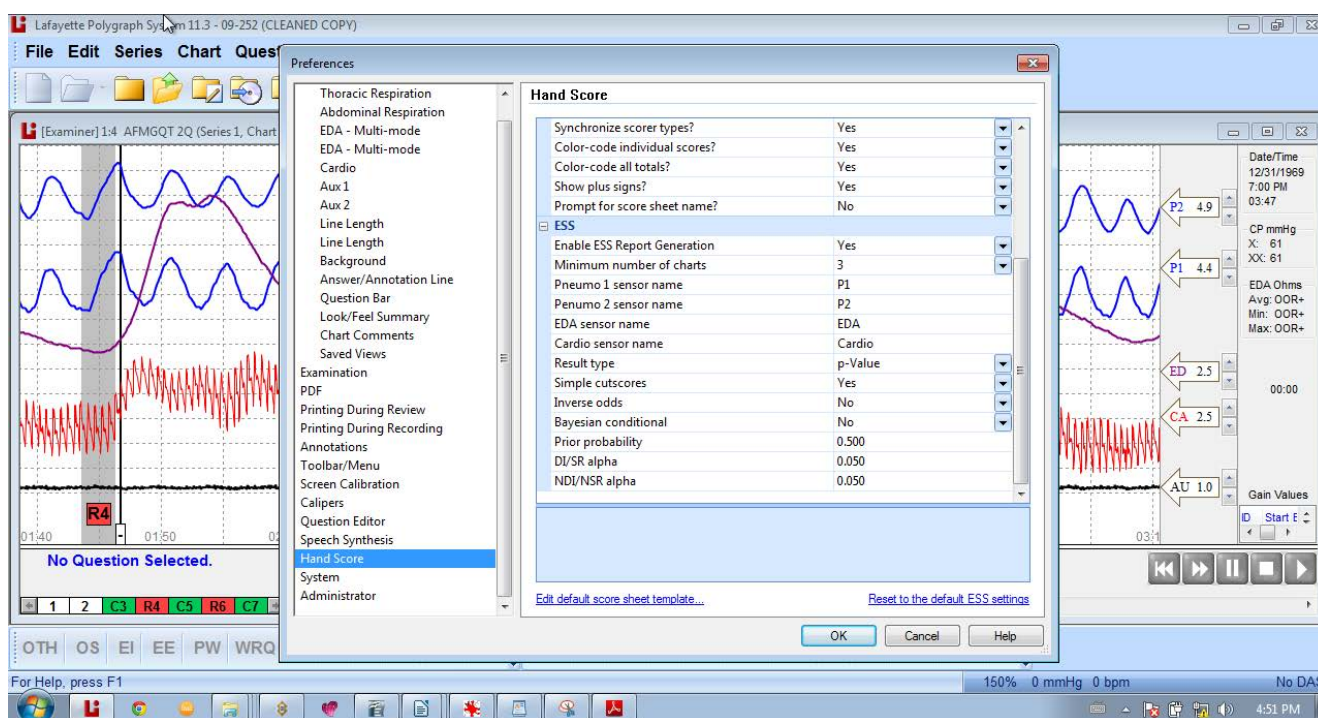 Lafayette Polygraph System 11.3 - 09-252 (CLEANED COPY)
File Edit Series Chart Quest
Preferences
[Examiner] 1:4 AFMGQT 2Q (Series 1, Chart
Thoracic Respiration
Abdominal Respiration
EDA - Multi-mode
EDA - Multi-mode
Cardio
Aux 1
Aux 2
Line Length
Line Length
Background
Answer/Annotation Line
Question Bar
Look/Feel Summary
Chart Comments
Saved Views
Examination
PDF
Printing During Review
Printing During Recording
Annotations
Toolbar/Menu
Screen Calibration
Calipers
Question Editor
Speech Synthesis
Hand Score
System
Administrator
Hand Score
Synchronize scorer types? Yes
Color-code individual scores? Yes
Color-code all totals? Yes
Show plus signs? Yes
Prompt for score sheet name? No
ESS
Enable ESS Report Generation Yes
Minimum number of charts 3
Pneumo 1 sensor name P1
Penumo 2 sensor name P2
EDA sensor name EDA
Cardio sensor name Cardio
Result type p-Value
Simple cutscores Yes
Inverse odds No
Bayesian conditional No
Prior probability 0.500
DI/SR alpha 0.050
NDI/NSR alpha 0.050
Edit default score sheet template... Reset to the default ESS settings
OK Cancel Help
P2 4.9
P1 4.4
ED 2.5
CA 2.5
AU 1.0
Date/Time
12/31/1969
7:00 PM
03:47
CP mmHg
X: 61
XX: 61
EDA Ohms
Avg: OOR+
Min: OOR+
Max: OOR+
00:00
Gain Values
ID Start E
R4
01:40 01:50 02 03:1
No Question Selected.
1 2 C3 R4 C5 R6 C7
OTH OS EI EE PW WRQ
For Help, press F1 150% 0 mmHg 0 bpm No DAS
4:51 PM